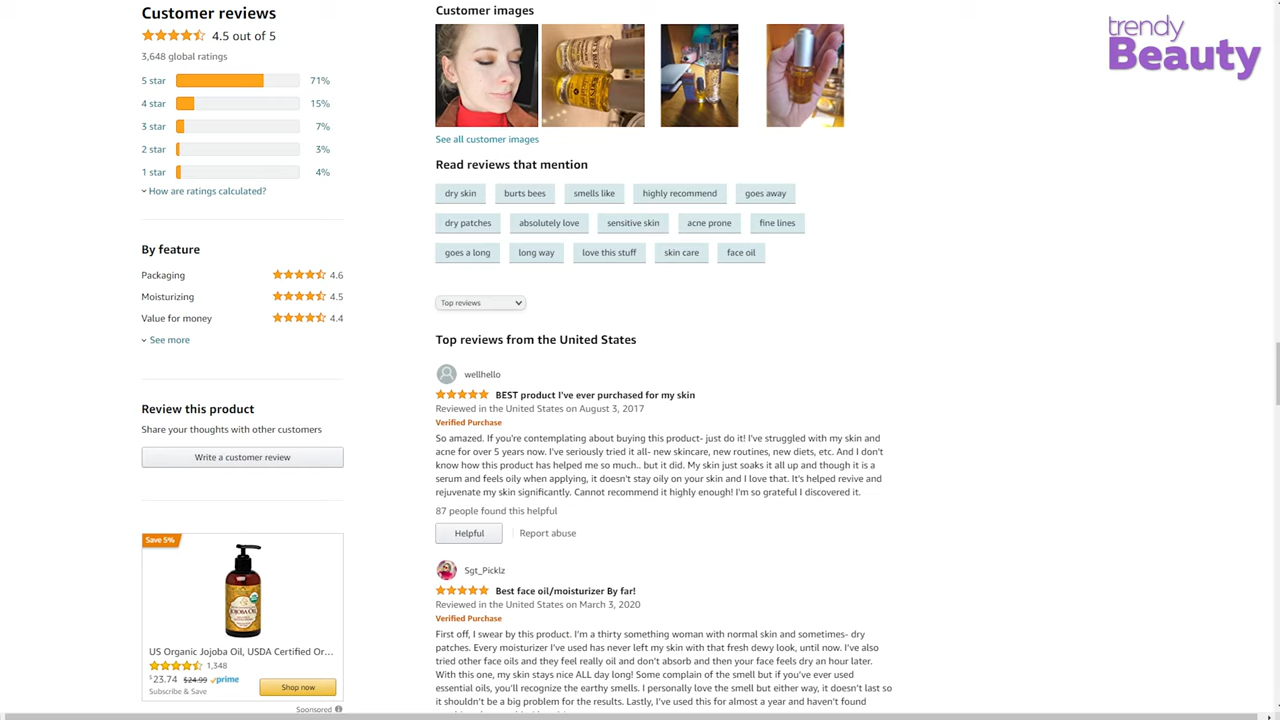 Customer reviews
4.5 out of 5
3,648 global ratings
5 star 71%
4 star 15%
3 star 7%
2 star 3%
1 star 4%
How are ratings calculated?
By feature
Packaging 4.6
Moisturizing 4.5
Value for money 4.4
See more
Review this product
Share your thoughts with other customers
Write a customer review
Save 5%
JOJOBA OIL
US Organic Jojoba Oil, USDA Certified Or...
1,348
$23.74 $24.99 prime
Subscribe & Save
Shop now
Sponsored
Customer images
See all customer images
Read reviews that mention
dry skin burts bees smells like highly recommend goes away
dry patches absolutely love sensitive skin acne prone fine lines
goes a long long way love this stuff skin care face oil
Top reviews
Top reviews from the United States
wellhello
BEST product I've ever purchased for my skin
Reviewed in the United States on August 3, 2017
Verified Purchase
So amazed. If you're contemplating about buying this product- just do it! I've struggled with my skin and
acne for over 5 years now. I've seriously tried it all- new skincare, new routines, new diets, etc. And I don't
know how this product has helped me so much.. but it did. My skin just soaks it all up and though it is a
serum and feels oily when applying, it doesn't stay oily on your skin and I love that. It's helped revive and
rejuvenate my skin significantly. Cannot recommend it highly enough! I'm so grateful I discovered it.
87 people found this helpful
Helpful Report abuse
Sgt_Picklz
Best face oil/moisturizer By far!
Reviewed in the United States on March 3, 2020
Verified Purchase
First off, I swear by this product. I'm a thirty something woman with normal skin and sometimes- dry
patches. Every moisturizer I've used has never left my skin with that fresh dewy look, until now. I've also
tried other face oils and they feel really oil and don't absorb and then your face feels dry an hour later.
With this one, my skin stays nice ALL day long! Some complain of the smell but if you've ever used
essential oils, you'll recognize the earthy smells. I personally love the smell but either way, it doesn't last so
it shouldn't be a big problem for the results. Lastly, I've used this for almost a year and haven't found
trendy
Beauty